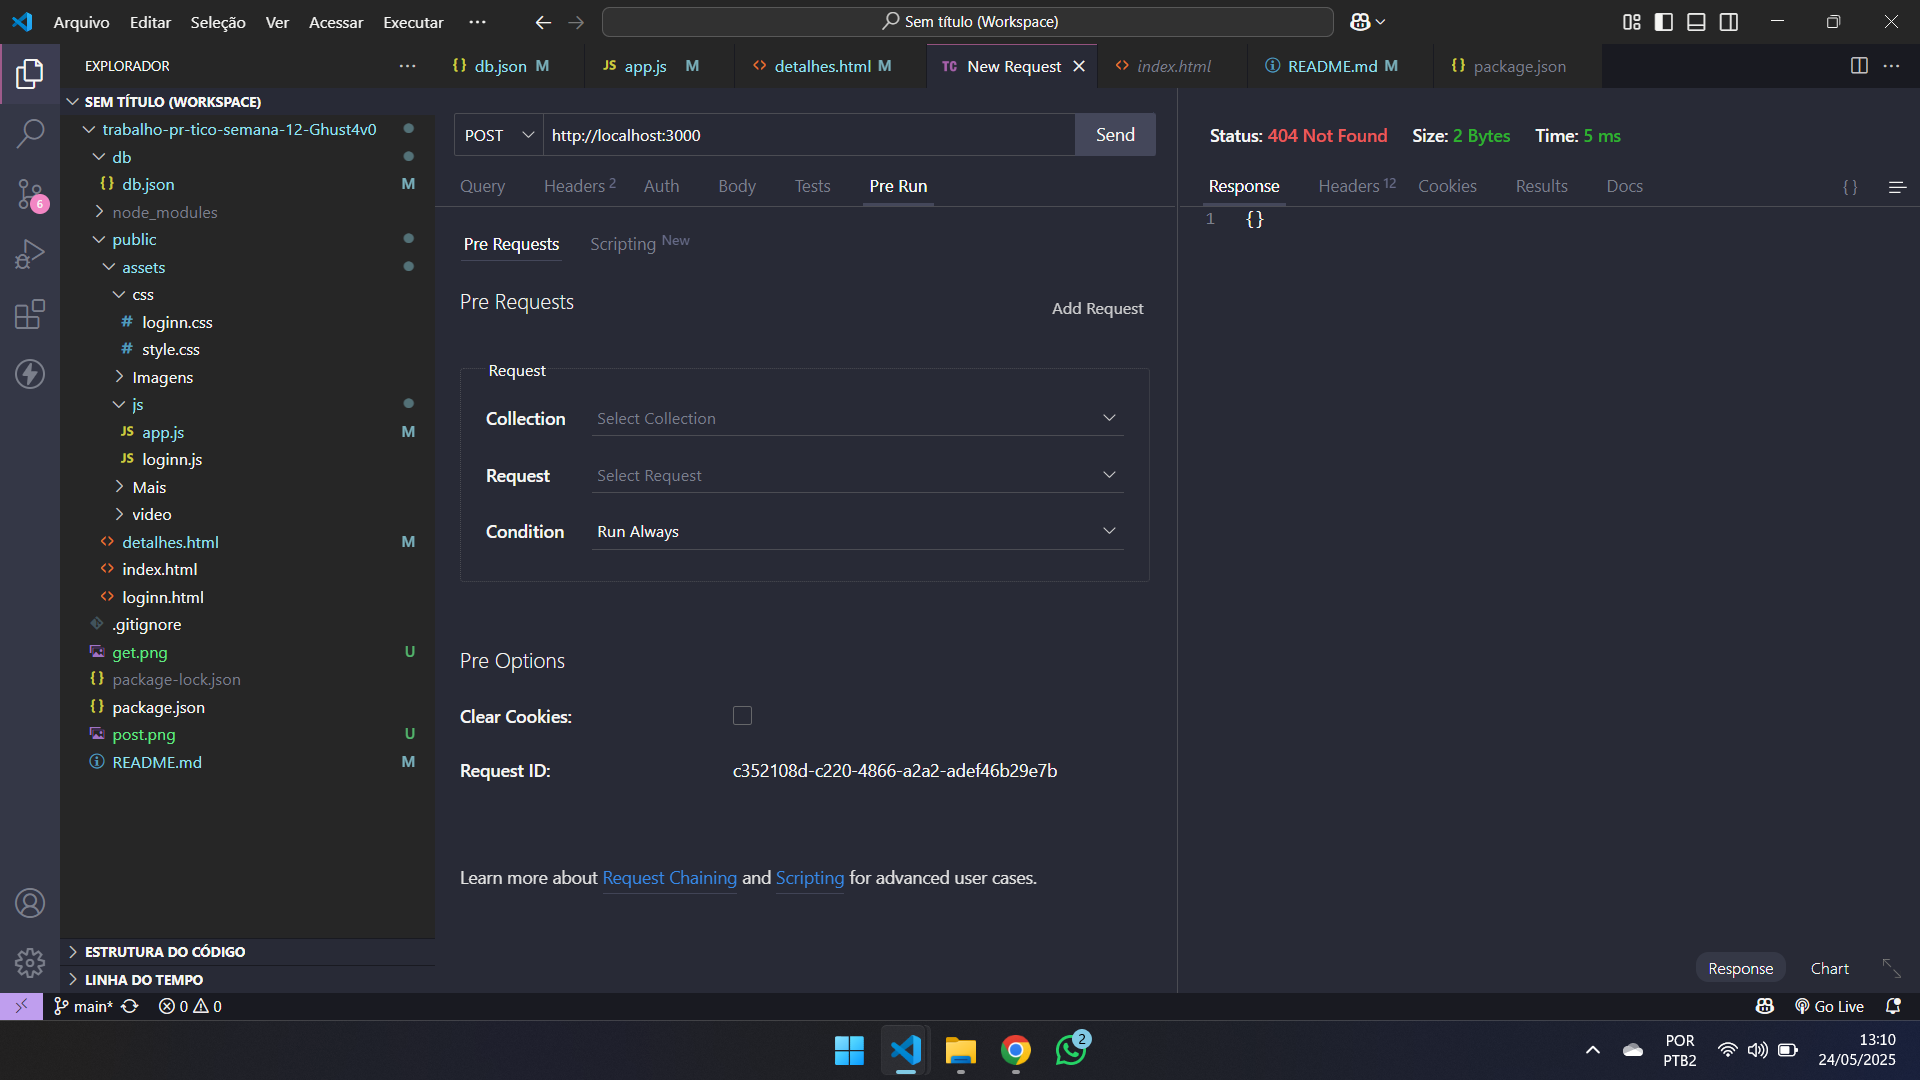 Arquivo Editar Seleção Ver Acessar Executar ··· Sem título (Workspace)
EXPLORADOR ···
{} db.json M JS app.js M <> detalhes.html M TC New Request <> index.html README.md M {} package.json ···
SEM TÍTULO (WORKSPACE)
trabalho-pr-tico-semana-12-Ghust4v0
db
{} db.json M
node_modules
public
assets
css
# loginn.css
# style.css
Imagens
js
JS app.js M
JS loginn.js
Mais
video
<> detalhes.html M
<> index.html
<> loginn.html
.gitignore
get.png U
{} package-lock.json
{} package.json
post.png U
README.md M
ESTRUTURA DO CÓDIGO
LINHA DO TEMPO
6
POST http://localhost:3000 Send
Query Headers 2 Auth Body Tests Pre Run
Pre Requests Scripting New
Pre Requests
Add Request
Request
Collection Select Collection
Request Select Request
Condition Run Always
Pre Options
Clear Cookies:
Request ID: c352108d-c220-4866-a2a2-adef46b29e7b
Learn more about Request Chaining and Scripting for advanced user cases.
Status: 404 Not Found Size: 2 Bytes Time: 5 ms
Response Headers 12 Cookies Results Docs {}
1 {}
Response Chart
main* 0 0 Go Live
2
POR
PTB2
13:10
24/05/2025